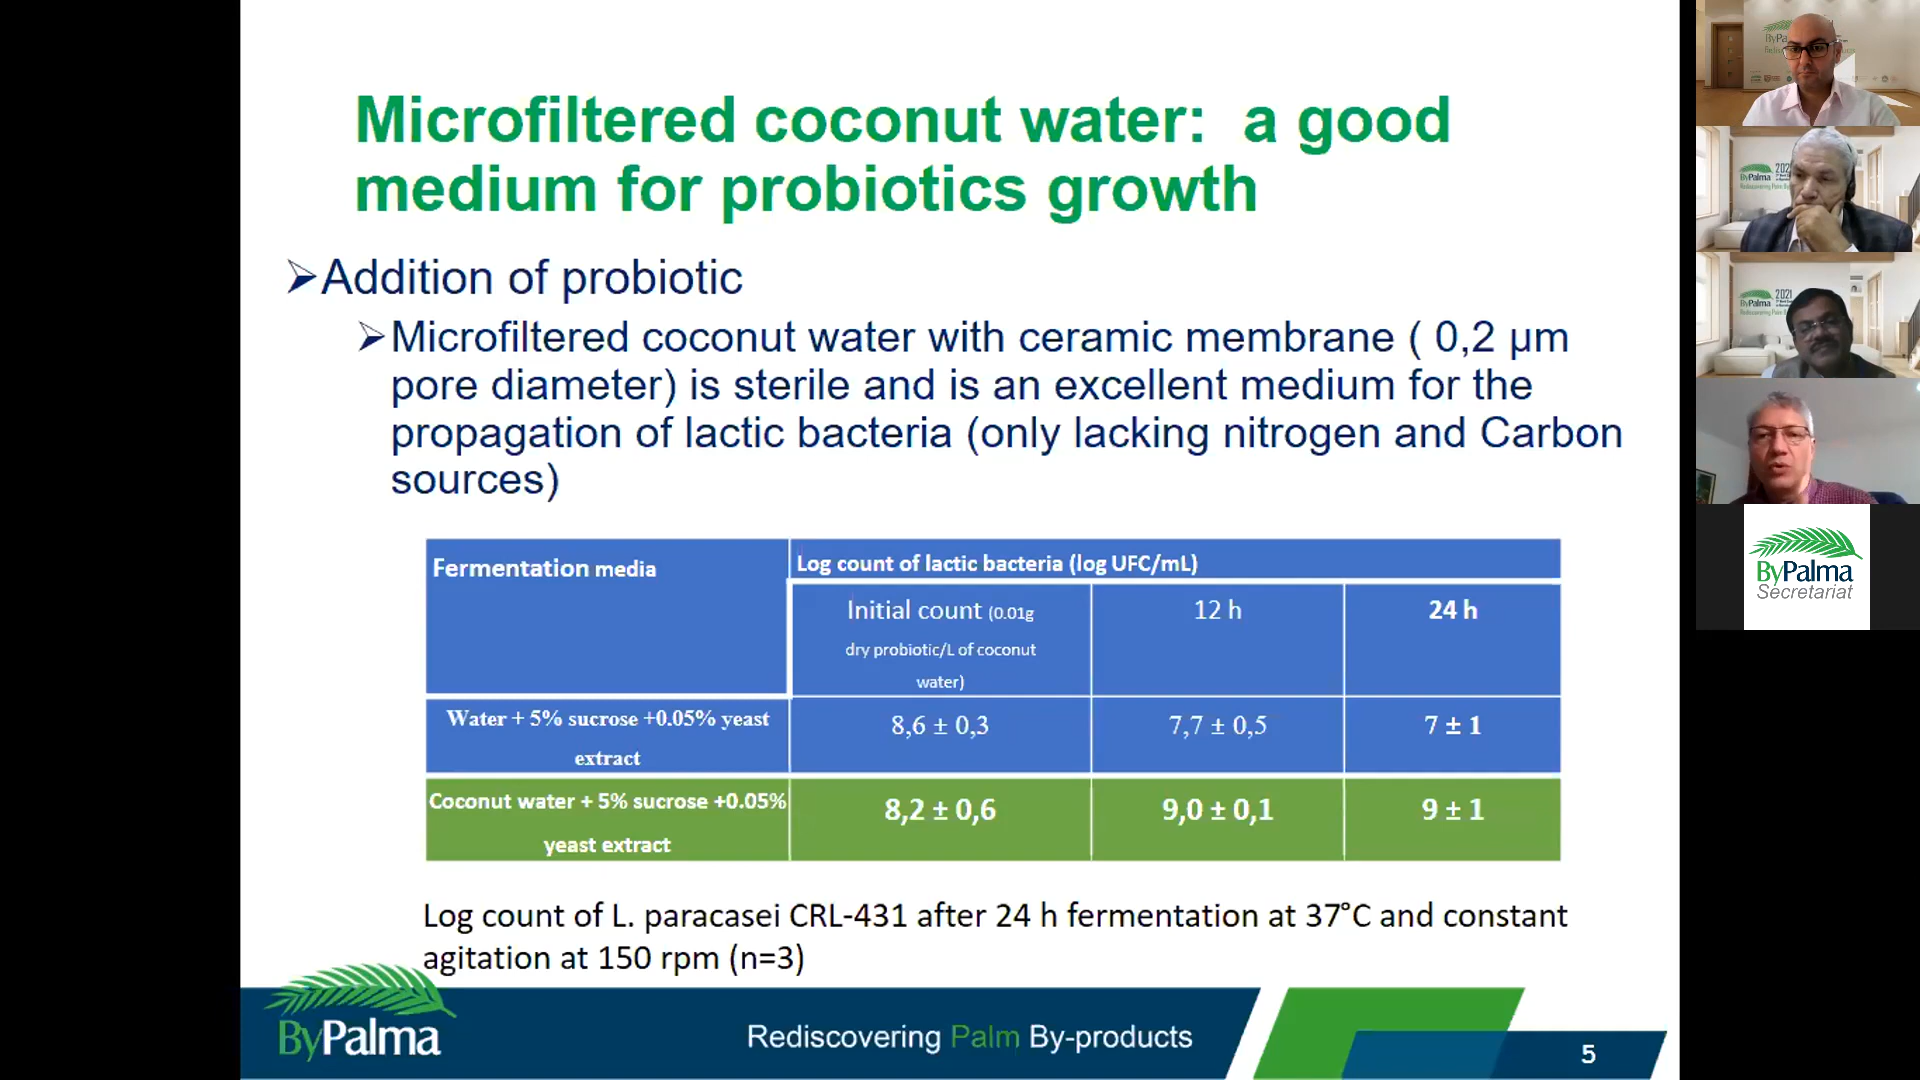 Microfiltered coconut water: a good
medium for probiotics growth
➢Addition of probiotic
➢Microfiltered coconut water with ceramic membrane ( 0,2 µm
pore diameter) is sterile and is an excellent medium for the
propagation of lactic bacteria (only lacking nitrogen and Carbon
sources)
Fermentation media
Log count of lactic bacteria (log UFC/mL)
Initial count (0.01g
dry probiotic/L of coconut
water)
12 h
24 h
Water + 5% sucrose +0.05% yeast
extract
8,6 ± 0,3
7,7 ± 0,5
7 ± 1
Coconut water + 5% sucrose +0.05%
yeast extract
8,2 ± 0,6
9,0 ± 0,1
9 ± 1
Log count of L. paracasei CRL-431 after 24 h fermentation at 37°C and constant
agitation at 150 rpm (n=3)
ByPalma
Rediscovering Palm By-products
5
ByPalma
Secretariat